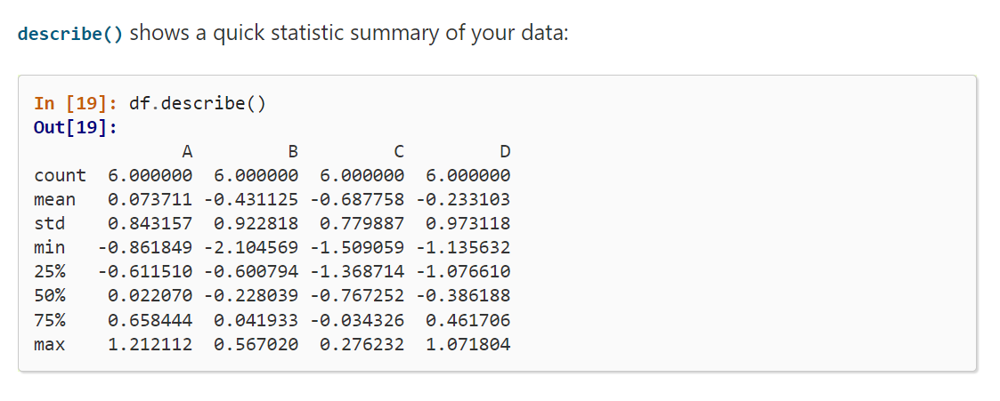 describe() shows a quick statistic summary of your data:
In [19]: df.describe()
Out[19]:
              A         B         C         D
count  6.000000  6.000000  6.000000  6.000000
mean   0.073711 -0.431125 -0.687758 -0.233103
std    0.843157  0.922818  0.779887  0.973118
min   -0.861849 -2.104569 -1.509059 -1.135632
25%   -0.611510 -0.600794 -1.368714 -1.076610
50%    0.022070 -0.228039 -0.767252 -0.386188
75%    0.658444  0.041933 -0.034326  0.461706
max    1.212112  0.567020  0.276232  1.071804